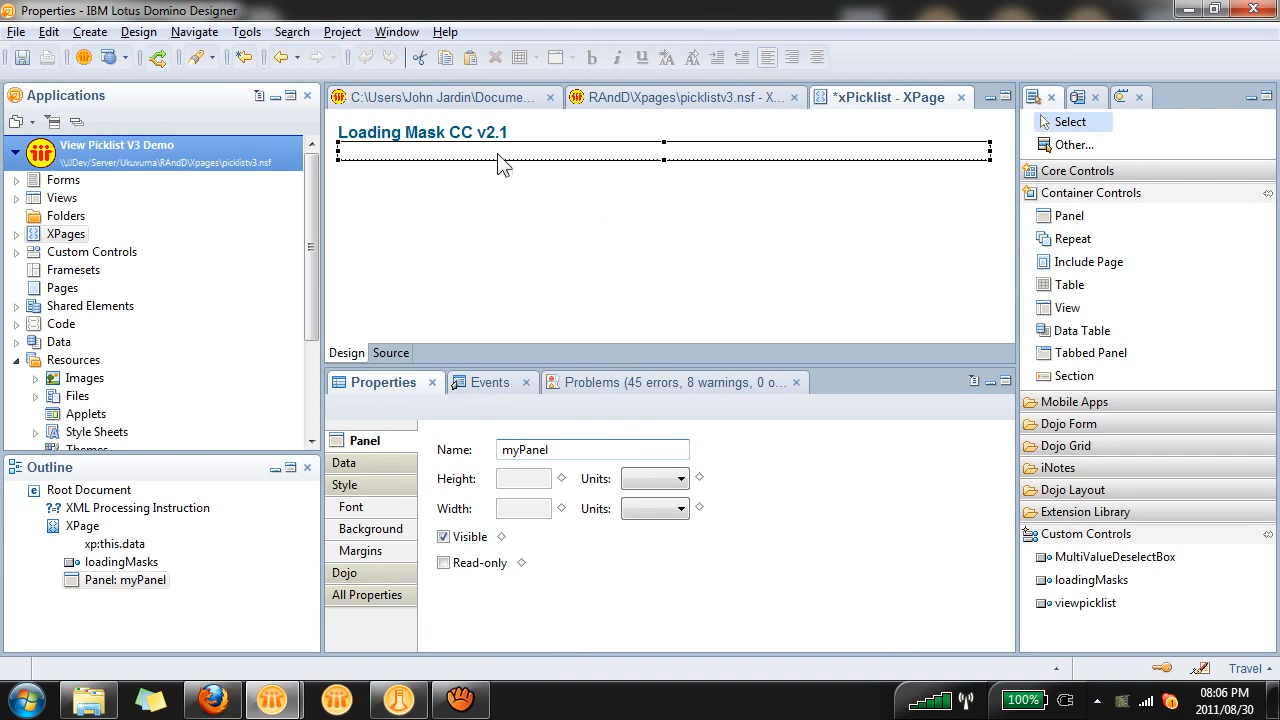 Properties - IBM Lotus Domino Designer
File Edit Create Design Navigate Tools Search Project Window Help
Applications
View Picklist V3 Demo
\\JDev/Server/Ukuvuma\RAndD\Xpages\picklistv3.nsf
Forms
Views
Folders
XPages
Custom Controls
Framesets
Pages
Shared Elements
Code
Data
Resources
Images
Files
Applets
Style Sheets
Themes
Outline
Root Document
XML Processing Instruction
XPage
xp:this.data
loadingMasks
Panel: myPanel
C:\Users\John Jardin\Docume...
RAndD\Xpages\picklistv3.nsf - X...
*xPicklist - XPage
Loading Mask CC v2.1
Design Source
Properties
Events
Problems (45 errors, 8 warnings, 0 o...
Panel
Data
Style
Font
Background
Margins
Dojo
All Properties
Name: myPanel
Height: Units:
Width: Units:
Visible
Read-only
Select
Other...
Core Controls
Container Controls
Panel
Repeat
Include Page
Table
View
Data Table
Tabbed Panel
Section
Mobile Apps
Dojo Form
Dojo Grid
iNotes
Dojo Layout
Extension Library
Custom Controls
MultiValueDeselectBox
loadingMasks
viewpicklist
Travel
100%
08:06 PM
2011/08/30